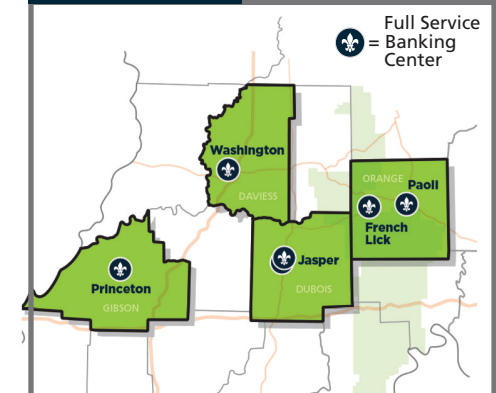 Full Service
= Banking
Center
Washington
DAVIESS
ORANGE
Paoli
French
Lick
Jasper
DUBOIS
Princeton
GIBSON